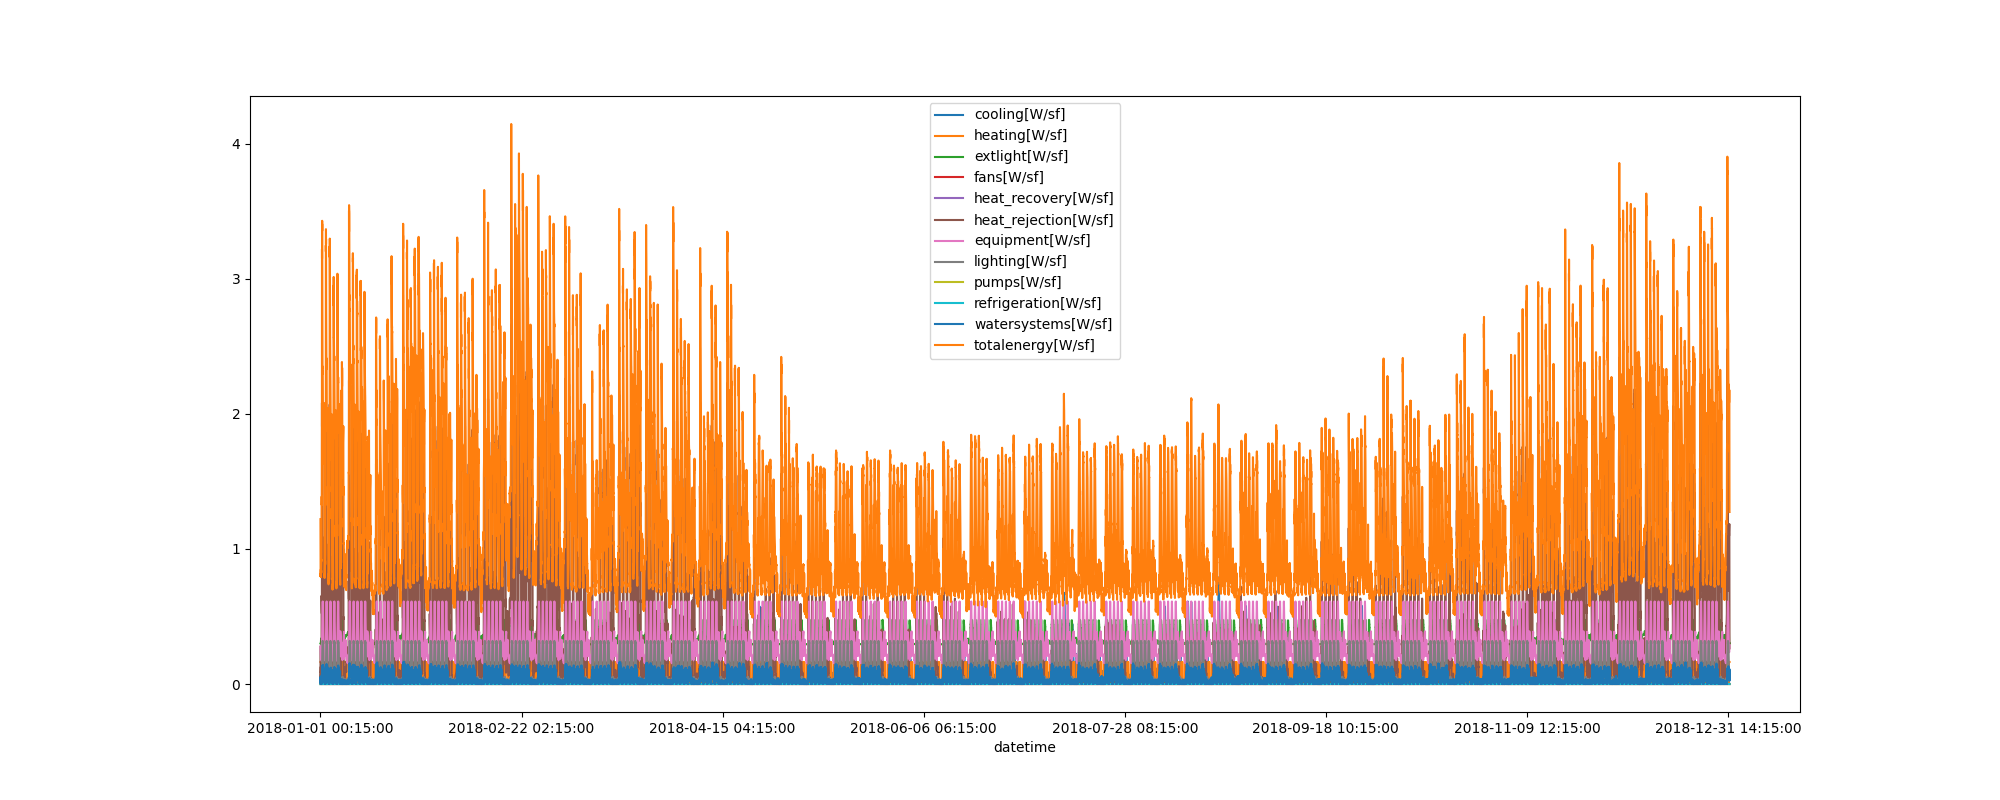 cooling[W/sf]
heating[W/sf]
extlight[W/sf]
fans[W/sf]
heat_recovery[W/sf]
heat_rejection[W/sf]
equipment[W/sf]
lighting[W/sf]
pumps[W/sf]
refrigeration[W/sf]
watersystems[W/sf]
totalenergy[W/sf]
4
3
2
1
0
2018-01-01 00:15:00 2018-02-22 02:15:00 2018-04-15 04:15:00 2018-06-06 06:15:00 2018-07-28 08:15:00 2018-09-18 10:15:00 2018-11-09 12:15:00 2018-12-31 14:15:00
datetime